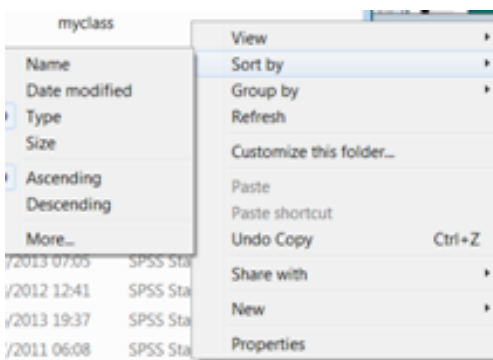 myclass
View
Sort by
Group by
Refresh
Customize this folder...
Paste
Paste shortcut
Undo Copy Ctrl+Z
Share with
New
Properties
Name
Date modified
Type
Size
Ascending
Descending
More...
/2013 07:05 SPSS Sta
/2012 12:41 SPSS Sta
/2013 19:37 SPSS Sta
/2011 06:08 SPSS Sta